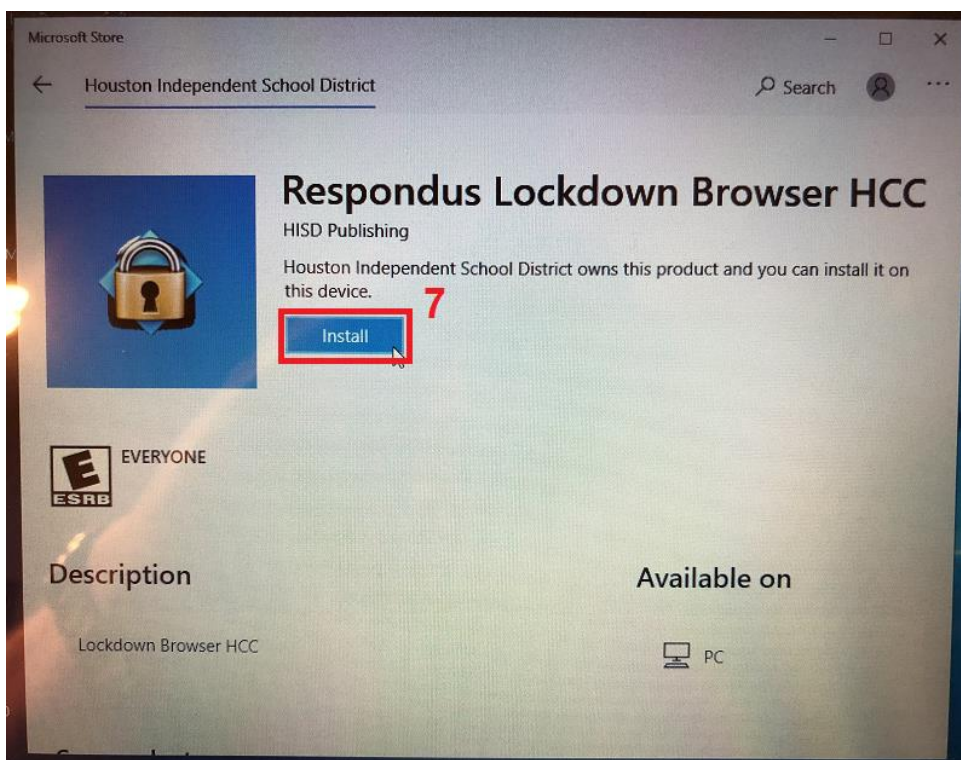 Microsoft Store
Houston Independent School District
Search
Respondus Lockdown Browser HCC
HISD Publishing
Houston Independent School District owns this product and you can install it on
this device.
7
Install
E
ESRB
EVERYONE
Description
Available on
Lockdown Browser HCC
PC